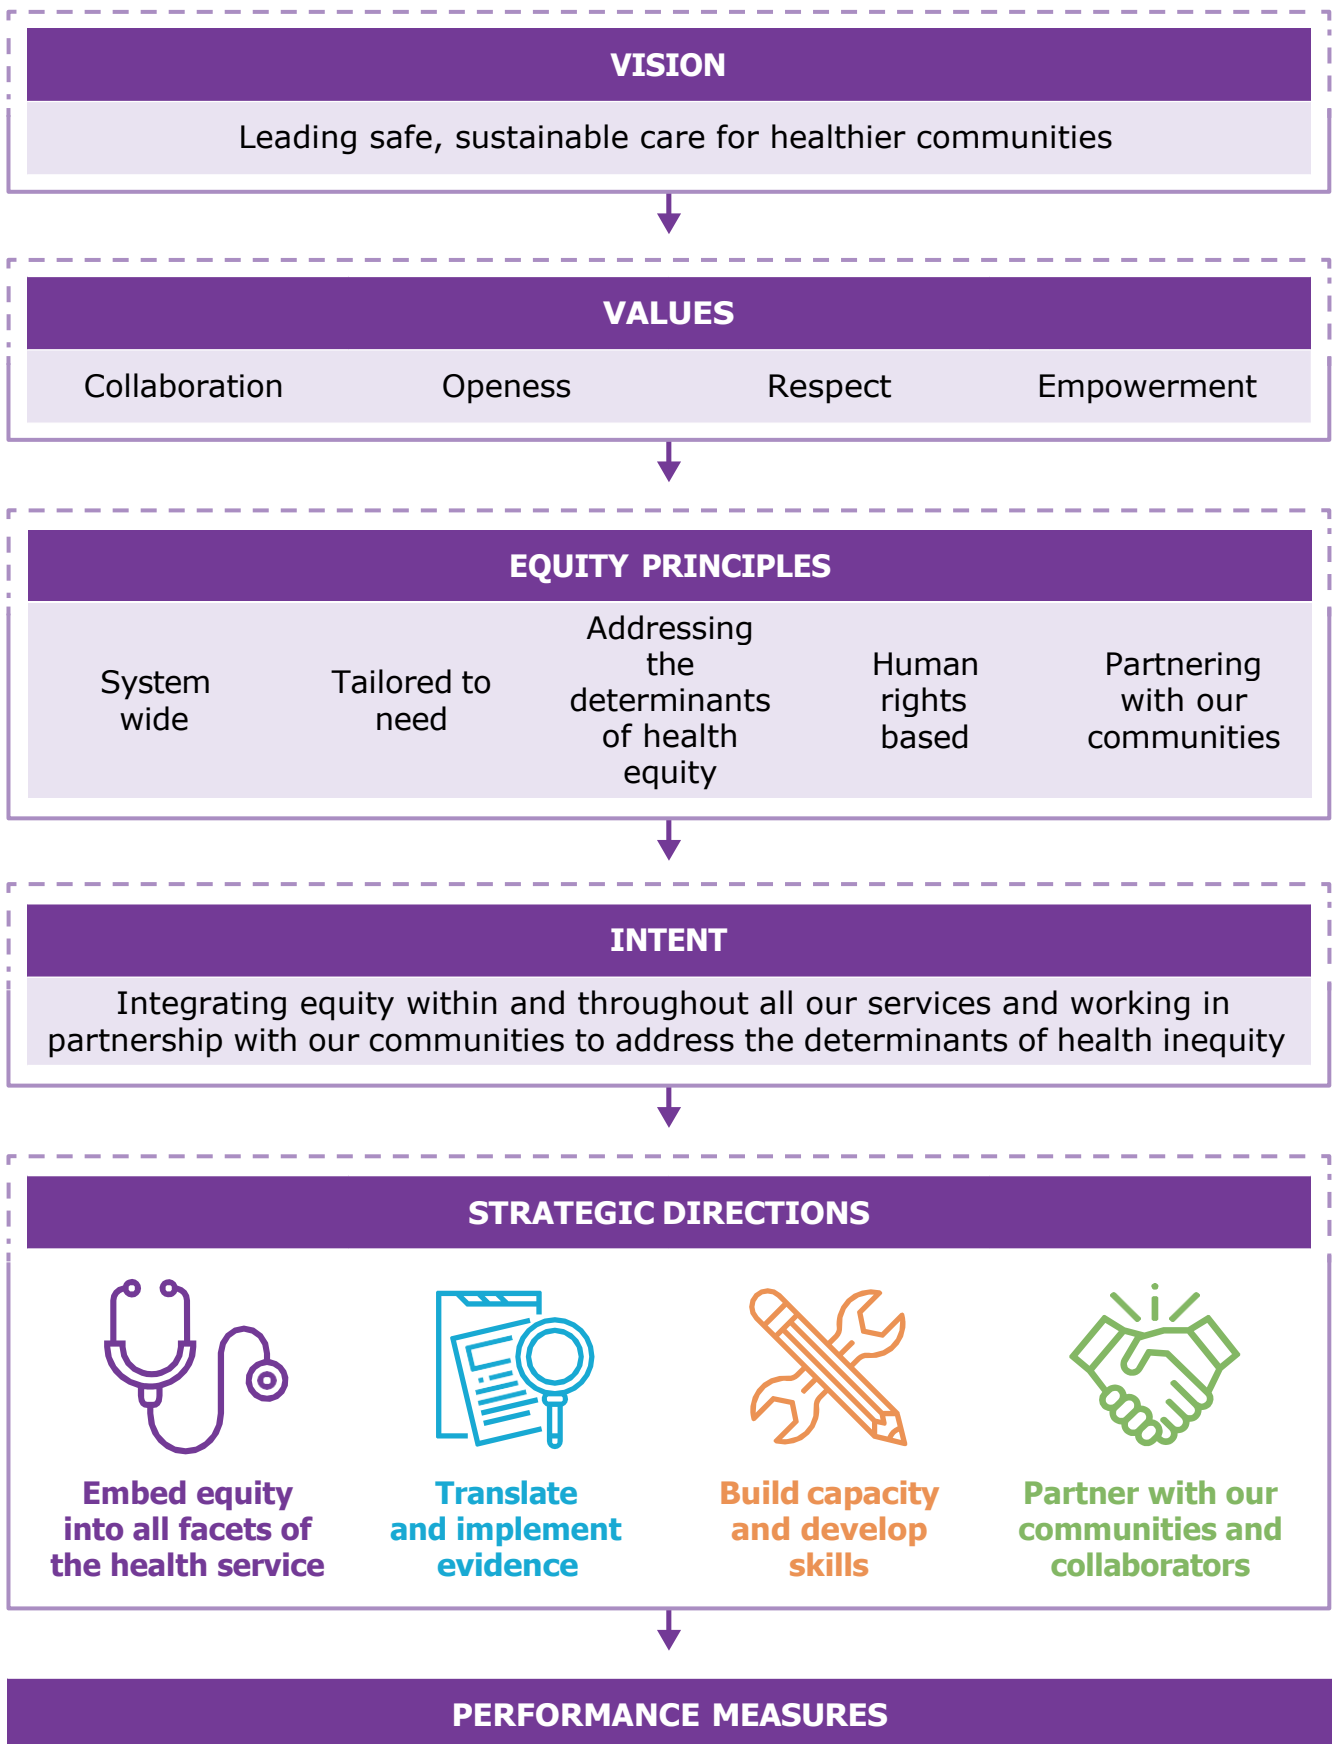 VISION
Leading safe, sustainable care for healthier communities
VALUES
Collaboration
Openess
Respect
Empowerment
EQUITY PRINCIPLES
System
wide
Tailored to
need
Addressing
the
determinants
of health
equity
Human
rights
based
Partnering
with our
communities
INTENT
Integrating equity within and throughout all our services and working in
partnership with our communities to address the determinants of health inequity
STRATEGIC DIRECTIONS
Embed equity
into all facets of
the health service
Translate
and implement
evidence
Build capacity
and develop
skills
Partner with our
communities and
collaborators
PERFORMANCE MEASURES